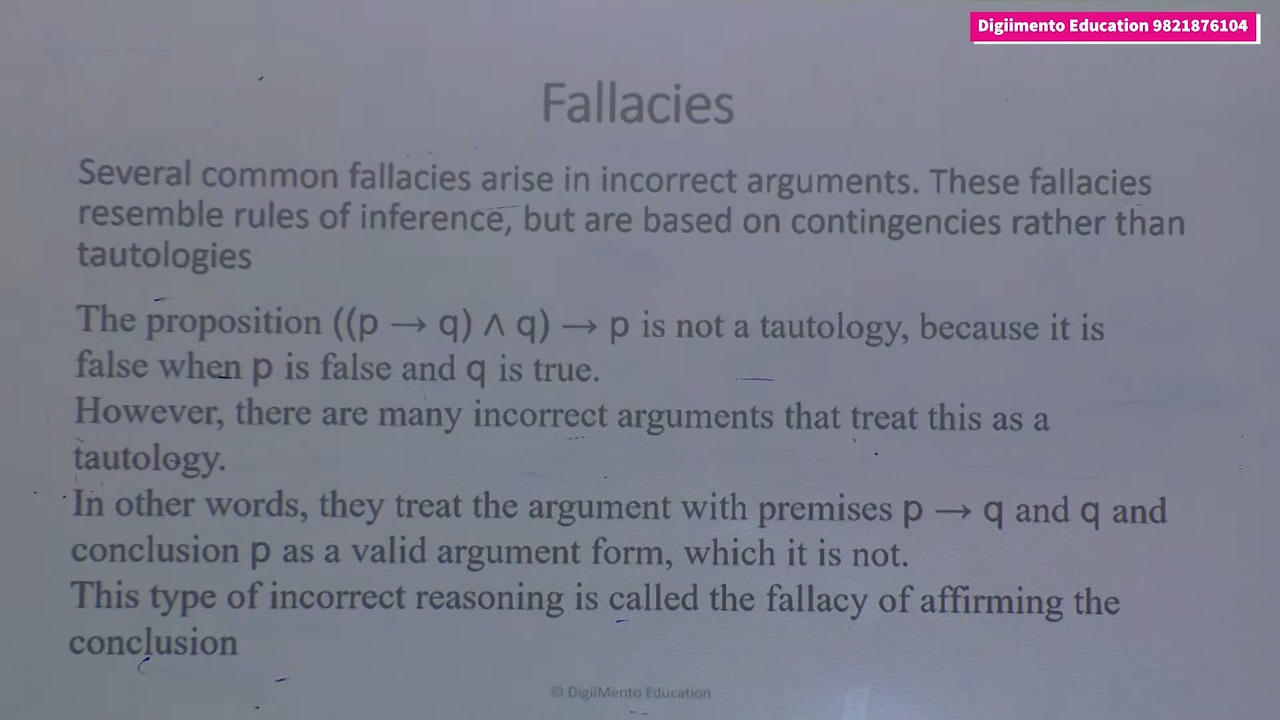 Digiimento Education 9821876104
Fallacies
Several common fallacies arise in incorrect arguments. These fallacies
resemble rules of inference, but are based on contingencies rather than
tautologies
The proposition ((p → q) ∧ q) → p is not a tautology, because it is
false when p is false and q is true.
However, there are many incorrect arguments that treat this as a
tautology.
In other words, they treat the argument with premises p → q and q and
conclusion p as a valid argument form, which it is not.
This type of incorrect reasoning is called the fallacy of affirming the
conclusion
© DigiiMento Education